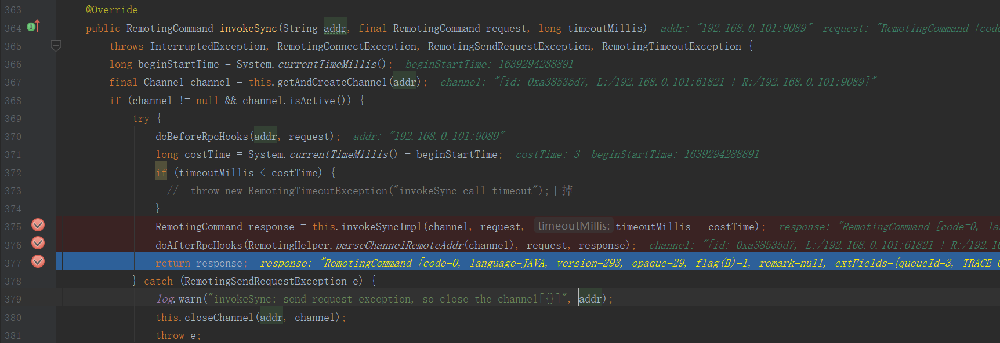 363 @Override
364 public RemotingCommand invokeSync(String addr, final RemotingCommand request, long timeoutMillis) addr: "192.168.0.101:9089" request: "RemotingCommand [code
365 throws InterruptedException, RemotingConnectException, RemotingSendRequestException, RemotingTimeoutException {
366 long beginStartTime = System.currentTimeMillis(); beginStartTime: 1639294288891
367 final Channel channel = this.getAndCreateChannel(addr); channel: "[id: 0xa38535d7, L:/192.168.0.101:61821 ! R:/192.168.0.101:9089]"
368 if (channel != null && channel.isActive()) {
369 try {
370 doBeforeRpcHooks(addr, request); addr: "192.168.0.101:9089"
371 long costTime = System.currentTimeMillis() - beginStartTime; costTime: 3 beginStartTime: 1639294288891
372 if (timeoutMillis < costTime) {
373 // throw new RemotingTimeoutException("invokeSync call timeout");干掉
374 }
375 RemotingCommand response = this.invokeSyncImpl(channel, request, timeoutMillis: timeoutMillis - costTime); response: "RemotingCommand [code=0, la
376 doAfterRpcHooks(RemotingHelper.parseChannelRemoteAddr(channel), request, response); channel: "[id: 0xa38535d7, L:/192.168.0.101:61821 ! R:/192.16
377 return response; response: "RemotingCommand [code=0, language=JAVA, version=293, opaque=29, flag(B)=1, remark=null, extFields={queueId=3, TRACE_
378 } catch (RemotingSendRequestException e) {
379 log.warn("invokeSync: send request exception, so close the channel[{}]", addr);
380 this.closeChannel(addr, channel);
381 throw e;